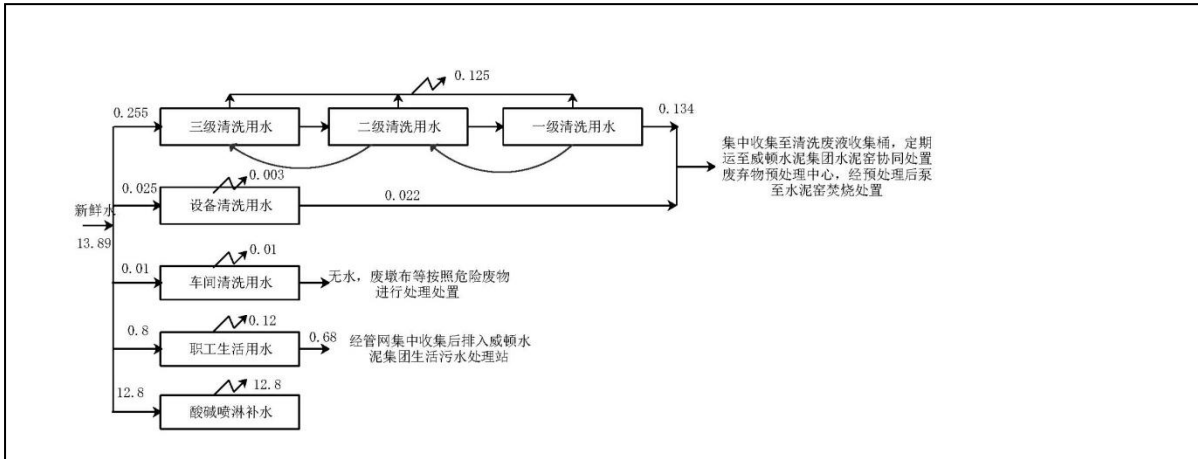 0.125
0.255
三级清洗用水
二级清洗用水
一级清洗用水
0.134
集中收集至清洗废液收集桶，定期
运至威顿水泥集团水泥窑协同处置
废弃物预处理中心，经预处理后泵
至水泥窑焚烧处置
0.025
0.003
设备清洗用水
0.022
新鲜水
13.89
0.01
0.01
车间清洗用水
无水，废墩布等按照危险废物
进行处理处置
0.8
0.12
职工生活用水
0.68
经管网集中收集后排入威顿水
泥集团生活污水处理站
12.8
12.8
酸碱喷淋补水